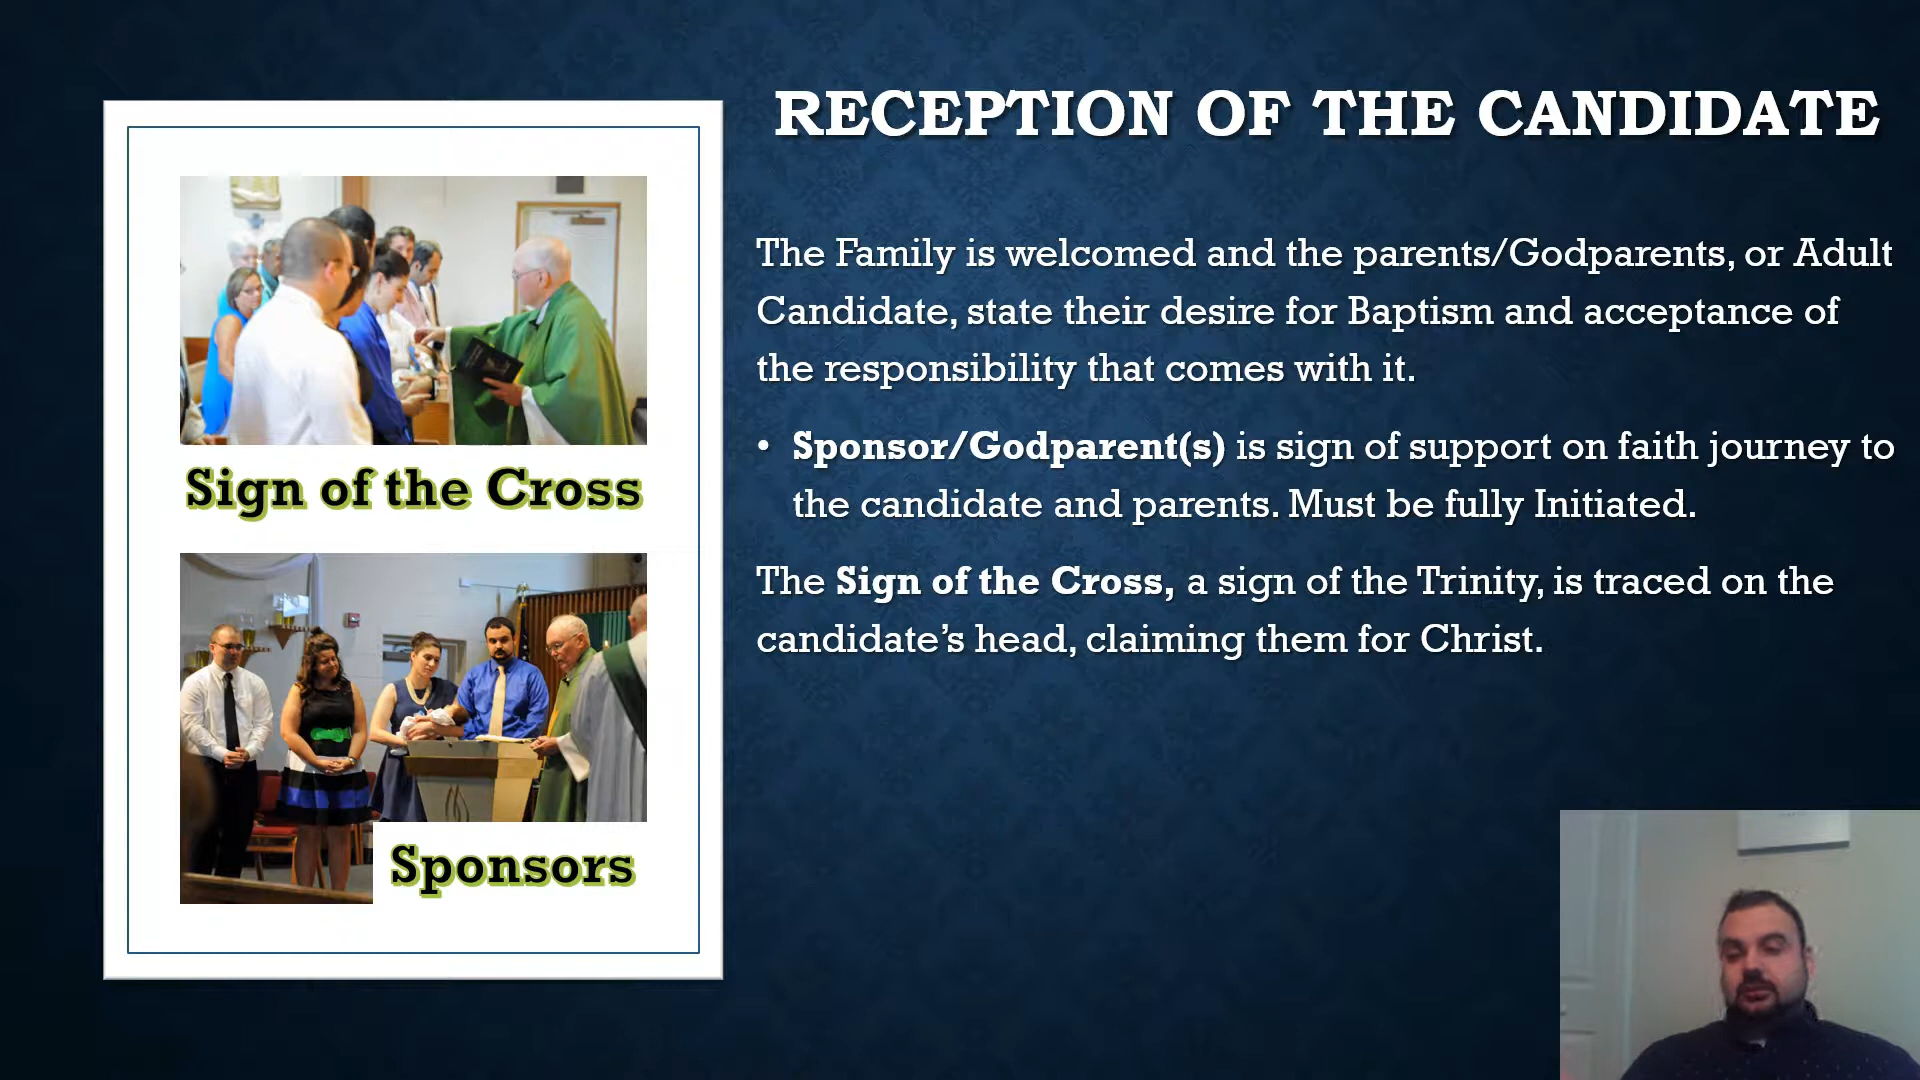 RECEPTION OF THE CANDIDATE
The Family is welcomed and the parents/Godparents, or Adult
Candidate, state their desire for Baptism and acceptance of
the responsibility that comes with it.
• Sponsor/Godparent(s) is sign of support on faith journey to
the candidate and parents. Must be fully Initiated.
The Sign of the Cross, a sign of the Trinity, is traced on the
candidate’s head, claiming them for Christ.
Sign of the Cross
Sponsors